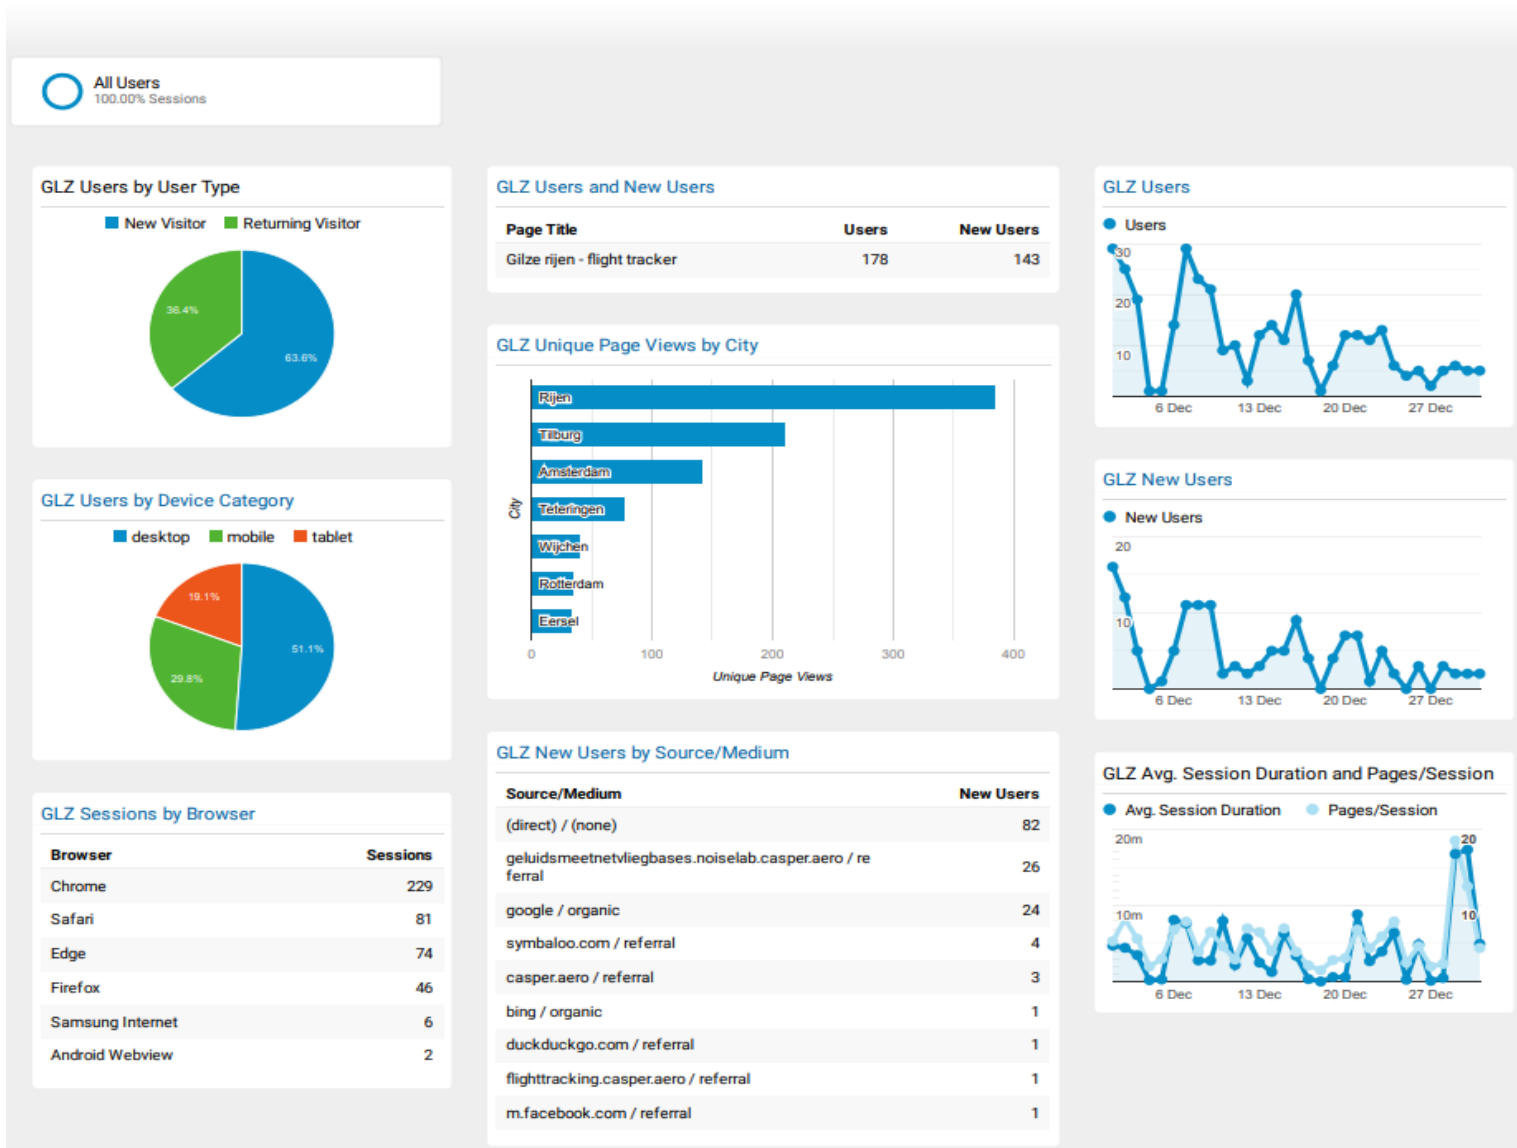 All Users
100.00% Sessions
GLZ Users by User Type
New Visitor Returning Visitor
36.4%
63.6%
GLZ Users by Device Category
desktop mobile tablet
19.1%
51.1%
29.8%
GLZ Sessions by Browser
Browser Sessions
Chrome 229
Safari 81
Edge 74
Firefox 46
Samsung Internet 6
Android Webview 2
GLZ Users and New Users
Page Title Users New Users
Gilze rijen - flight tracker 178 143
GLZ Unique Page Views by City
City
Rijen
Tilburg
Amsterdam
Teteringen
Wijchen
Rotterdam
Eersel
0 100 200 300 400
Unique Page Views
GLZ New Users by Source/Medium
Source/Medium New Users
(direct) / (none) 82
geluidsmeetnetvliegbases.noiselab.casper.aero / re
ferral 26
google / organic 24
symbaloo.com / referral 4
casper.aero / referral 3
bing / organic 1
duckduckgo.com / referral 1
flighttracking.casper.aero / referral 1
m.facebook.com / referral 1
GLZ Users
Users
30
20
10
6 Dec 13 Dec 20 Dec 27 Dec
GLZ New Users
New Users
20
10
6 Dec 13 Dec 20 Dec 27 Dec
GLZ Avg. Session Duration and Pages/Session
Avg. Session Duration Pages/Session
20m 20
10m 10
6 Dec 13 Dec 20 Dec 27 Dec